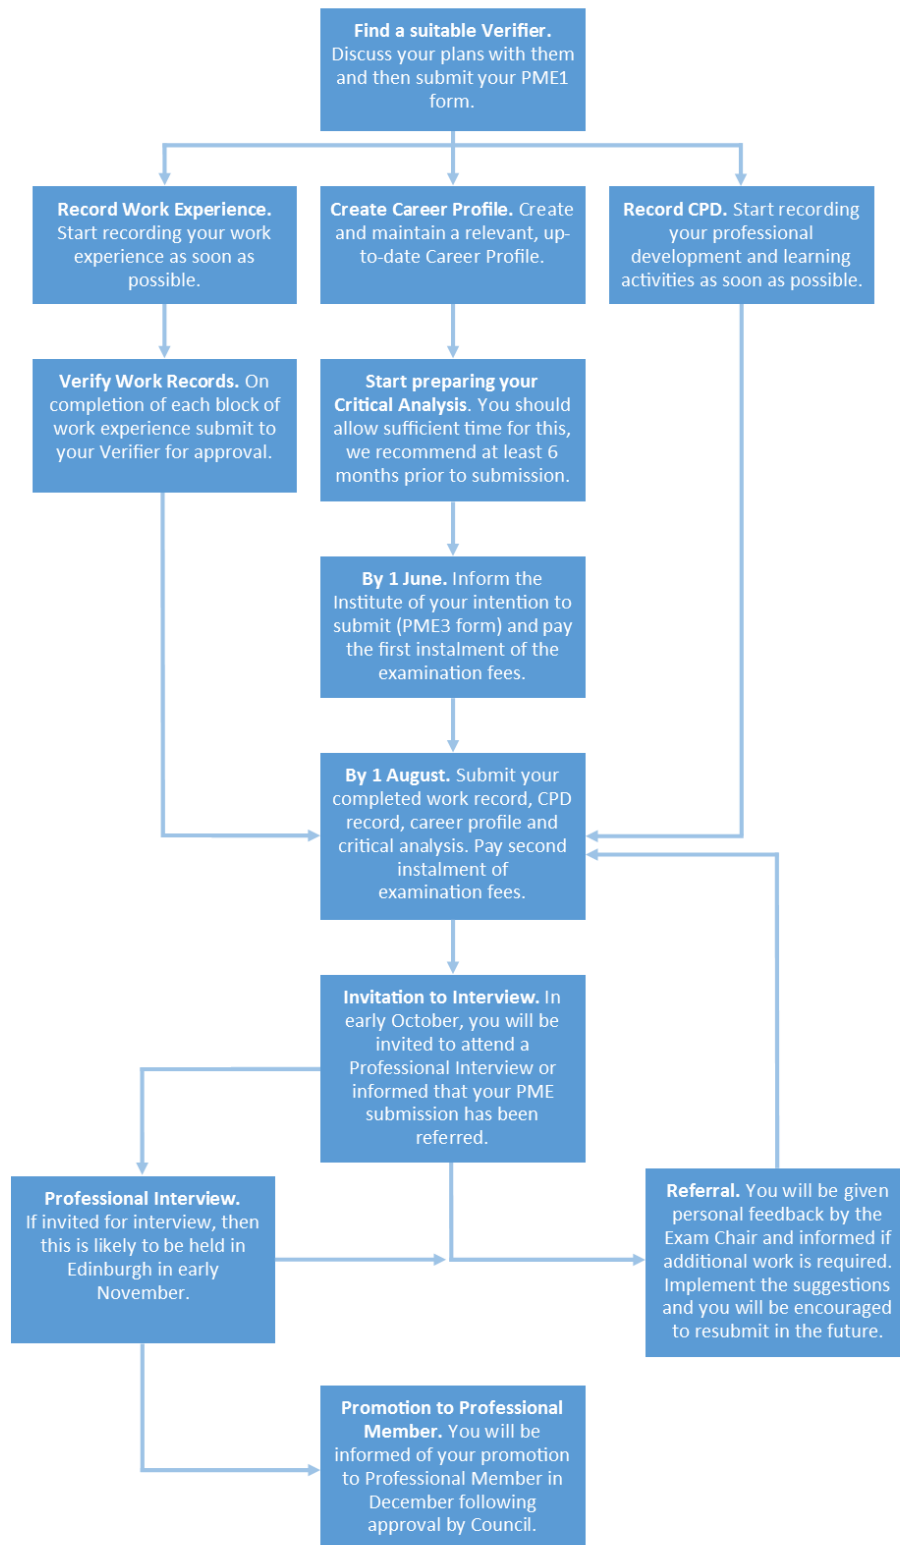 Find a suitable Verifier.
Discuss your plans with them
and then submit your PME1
form.
Record Work Experience.
Start recording your work
experience as soon as
possible.
Create Career Profile. Create
and maintain a relevant, up-
to-date Career Profile.
Record CPD. Start recording
your professional
development and learning
activities as soon as possible.
Verify Work Records. On
completion of each block of
work experience submit to
your Verifier for approval.
Start preparing your
Critical Analysis. You should
allow sufficient time for this,
we recommend at least 6
months prior to submission.
By 1 June. Inform the
Institute of your intention to
submit (PME3 form) and pay
the first instalment of the
examination fees.
By 1 August. Submit your
completed work record, CPD
record, career profile and
critical analysis. Pay second
instalment of
examination fees.
Invitation to Interview. In
early October, you will be
invited to attend a
Professional Interview or
informed that your PME
submission has been
referred.
Professional Interview.
If invited for interview, then
this is likely to be held in
Edinburgh in early
November.
Referral. You will be given
personal feedback by the
Exam Chair and informed if
additional work is required.
Implement the suggestions
and you will be encouraged
to resubmit in the future.
Promotion to Professional
Member. You will be
informed of your promotion
to Professional Member in
December following
approval by Council.